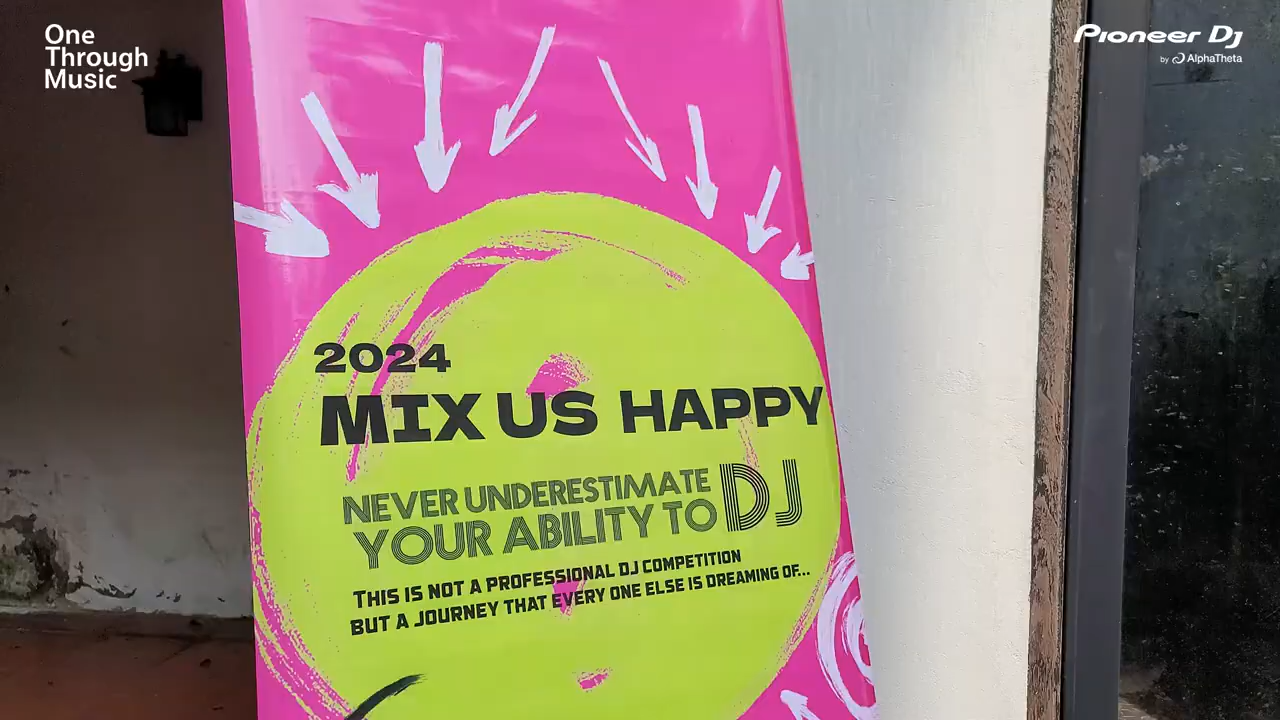 One
Through
Music
Pioneer Dj
by AlphaTheta
2024
MIX US HAPPY
NEVER UNDERESTIMATE
YOUR ABILITY TO DJ
THIS IS NOT A PROFESSIONAL DJ COMPETITION
BUT A JOURNEY THAT EVERY ONE ELSE IS DREAMING OF...